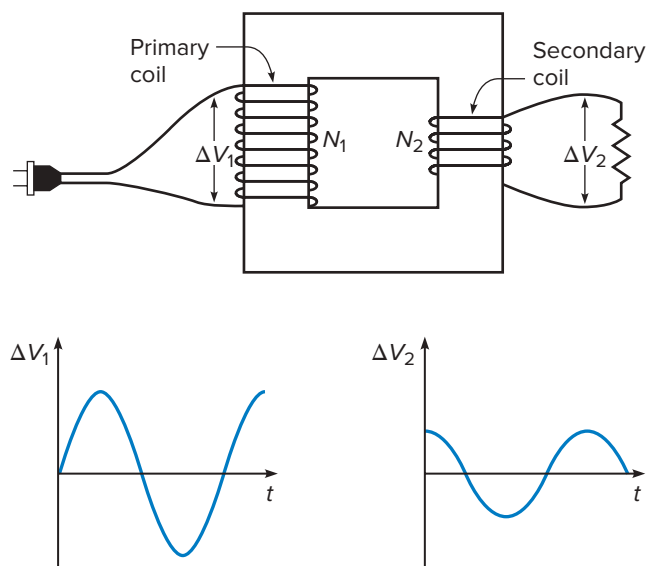 Primary
coil
Secondary
coil
ΔV₁
N₁
N₂
ΔV₂
ΔV₁
t
ΔV₂
t